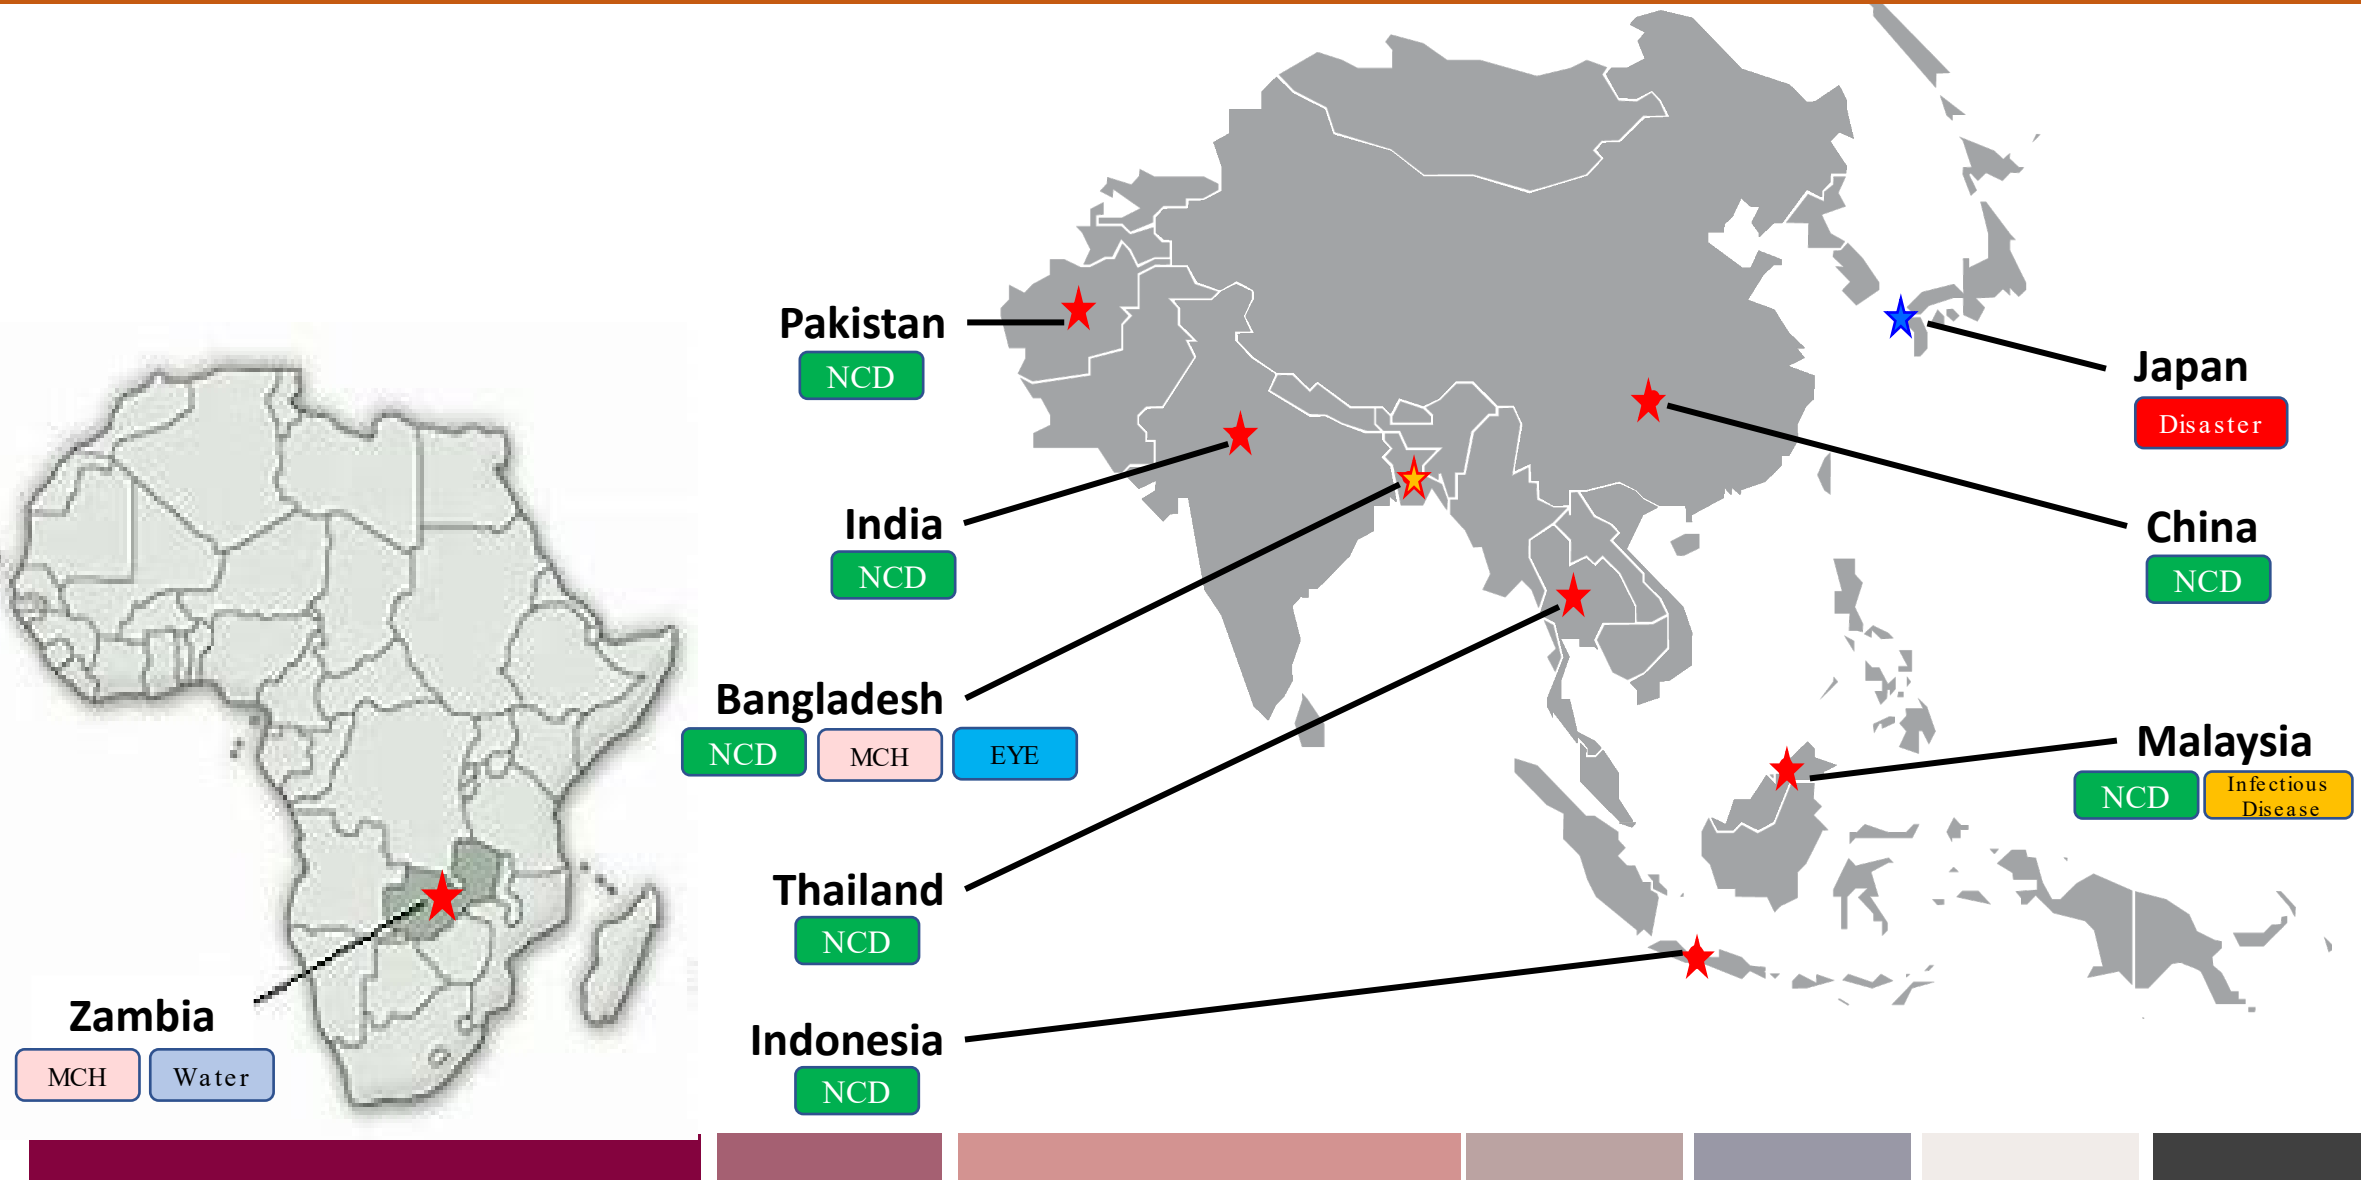 Pakistan
NCD
Japan
Disaster
India
NCD
China
NCD
Bangladesh
NCD
MCH
EYE
Malaysia
NCD
Infectious
Disease
Thailand
NCD
Zambia
MCH
Water
Indonesia
NCD